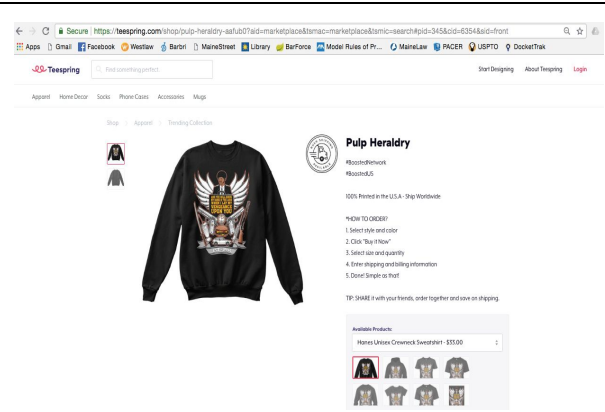 Secure | https://teespring.com/shop/pulp-heraldry-aafub0?aid=marketplace&tsmac=marketplace&tsmic=search#pid=345&cid=6354&sid=front
Apps Gmail Facebook Westlaw Barbri MaineStreet Library BarForce Model Rules of Pr... MaineLaw PACER USPTO DocketTrak
Teespring Find something perfect. Start Designing About Teespring Login
Apparel Home Decor Socks Phone Cases Accessories Mugs
Shop Apparel Trending Collection
Pulp Heraldry
#BoostedNetwork
#BoostedUS
100% Printed in the U.S.A - Ship Worldwide
*HOW TO ORDER?
1. Select style and color
2. Click "Buy it Now"
3. Select size and quantity
4. Enter shipping and billing information
5. Done! Simple as that!
TIP: SHARE it with your friends, order together and save on shipping.
Available Products:
Hanes Unisex Crewneck Sweatshirt - $33.00
VENGEANCE
UPON YOU